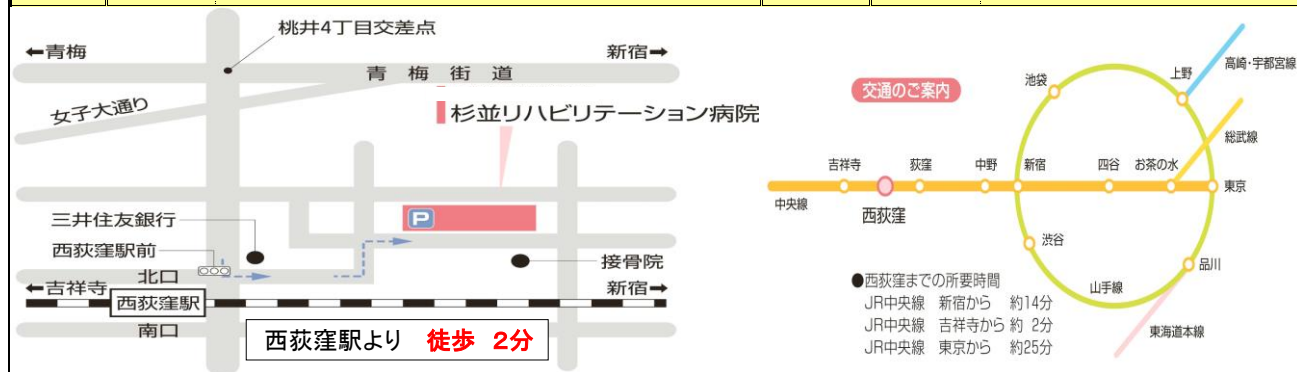 桃井4丁目交差点
←青梅
新宿→
青梅街道
女子大通り
杉並リハビリテーション病院
P
三井住友銀行
西荻窪駅前
接骨院
北口
←吉祥寺
新宿→
西荻窪駅
南口
西荻窪駅より 徒歩 2分
交通のご案内
池袋
上野
高崎・宇都宮線
総武線
吉祥寺
荻窪
中野
新宿
四谷
お茶の水
東京
中央線
西荻窪
渋谷
品川
山手線
東海道本線
●西荻窪までの所要時間
JR中央線 新宿から 約14分
JR中央線 吉祥寺から 約 2分
JR中央線 東京から 約25分